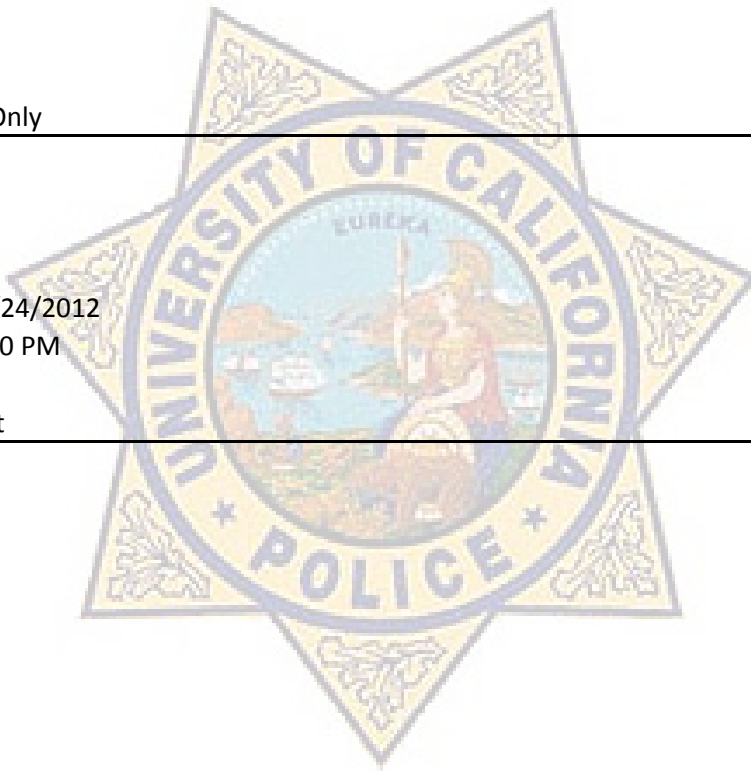 Only
UNIVERSITY OF CALIFORNIA
EUREKA
24/2012
0 PM
t
POLICE